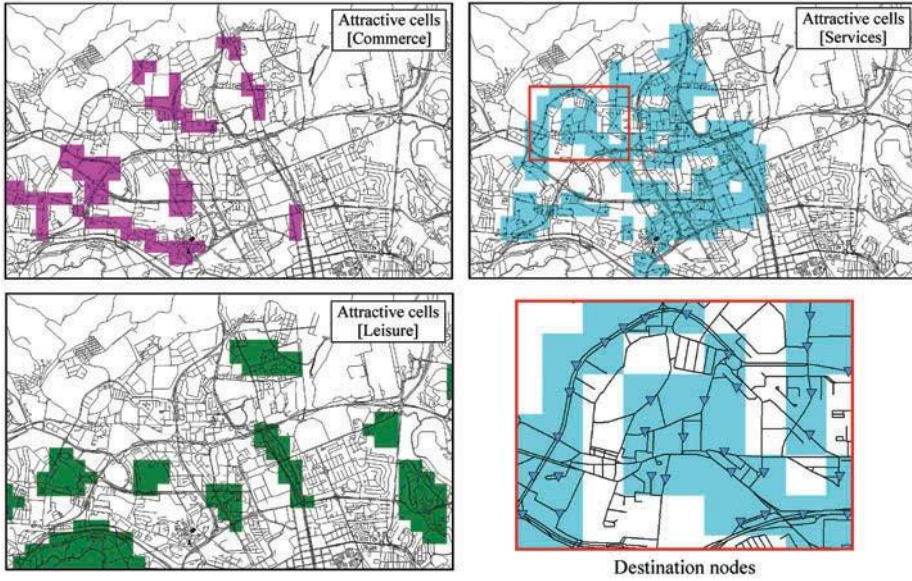 Attractive cells
[Commerce]
Attractive cells
[Services]
Attractive cells
[Leisure]
Destination nodes